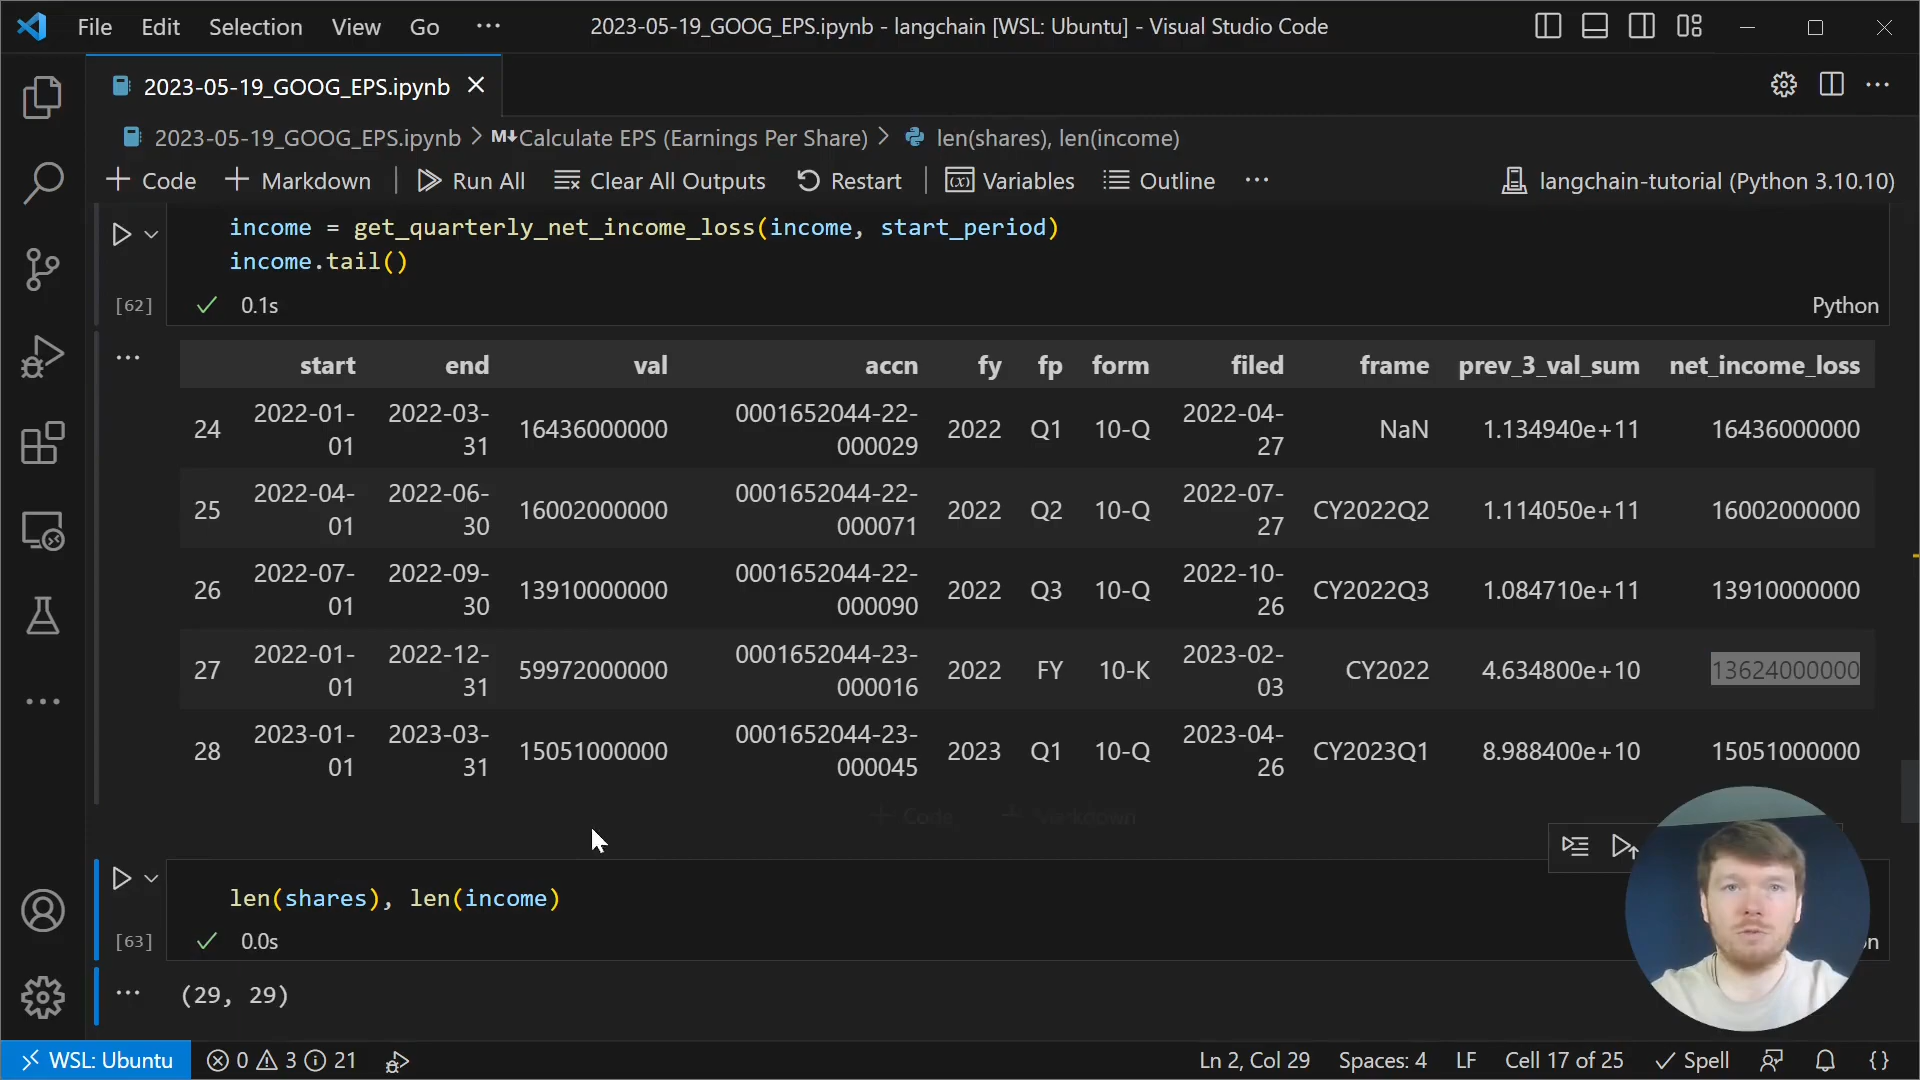 File Edit Selection View Go ··· 2023-05-19_GOOG_EPS.ipynb - langchain [WSL: Ubuntu] - Visual Studio Code
2023-05-19_GOOG_EPS.ipynb
2023-05-19_GOOG_EPS.ipynb > M↓Calculate EPS (Earnings Per Share) > len(shares), len(income)
+ Code + Markdown | Run All Clear All Outputs Restart | Variables Outline ··· langchain-tutorial (Python 3.10.10)
income = get_quarterly_net_income_loss(income, start_period)
income.tail()
[62] ✓ 0.1s Python
start end val accn fy fp form filed frame prev_3_val_sum net_income_loss
24 2022-01-01 2022-03-31 16436000000 0001652044-22-000029 2022 Q1 10-Q 2022-04-27 NaN 1.134940e+11 16436000000
25 2022-04-01 2022-06-30 16002000000 0001652044-22-000071 2022 Q2 10-Q 2022-07-27 CY2022Q2 1.114050e+11 16002000000
26 2022-07-01 2022-09-30 13910000000 0001652044-22-000090 2022 Q3 10-Q 2022-10-26 CY2022Q3 1.084710e+11 13910000000
27 2022-01-01 2022-12-31 59972000000 0001652044-23-000016 2022 FY 10-K 2023-02-03 CY2022 4.634800e+10 13624000000
28 2023-01-01 2023-03-31 15051000000 0001652044-23-000045 2023 Q1 10-Q 2023-04-26 CY2023Q1 8.988400e+10 15051000000
+ Code + Markdown
len(shares), len(income)
[63] ✓ 0.0s
(29, 29)
WSL: Ubuntu 0 3 21 Ln 2, Col 29 Spaces: 4 LF Cell 17 of 25 ✓ Spell {}